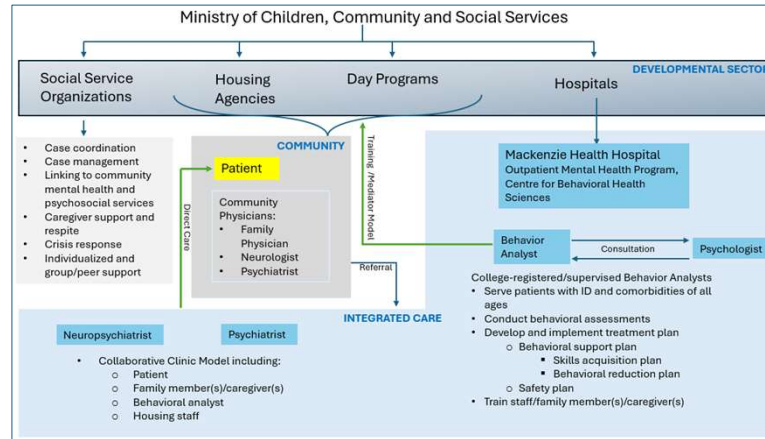 Ministry of Children, Community and Social Services
DEVELOPMENTAL SECTOR
Social Service
Organizations
Housing
Agencies
Day Programs
Hospitals
• Case coordination
• Case management
• Linking to community
mental health and
psychosocial services
• Caregiver support and
respite
• Crisis response
• Individualized and
group/peer support
COMMUNITY
Patient
Community
Physicians:
• Family
Physician
• Neurologist
• Psychiatrist
Direct Care
Training /Mediator Model
Referral
INTEGRATED CARE
Mackenzie Health Hospital
Outpatient Mental Health Program,
Centre for Behavioral Health
Sciences
Behavior
Analyst
Consultation
Psychologist
College-registered/supervised Behavior Analysts
• Serve patients with ID and comorbidities of all
ages
• Conduct behavioral assessments
• Develop and implement treatment plan
o Behavioral support plan
▪ Skills acquisition plan
▪ Behavioral reduction plan
o Safety plan
• Train staff/family member(s)/caregiver(s)
Neuropsychiatrist
Psychiatrist
• Collaborative Clinic Model including:
o Patient
o Family member(s)/caregiver(s)
o Behavioral analyst
o Housing staff